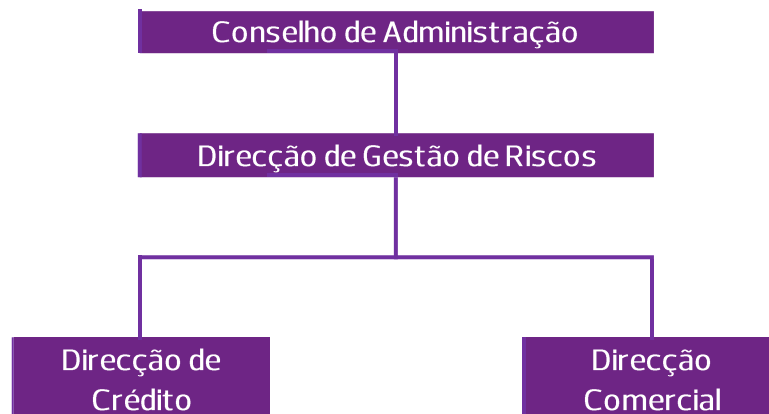 Conselho de Administração
Direcção de Gestão de Riscos
Direcção de
Crédito
Direcção
Comercial